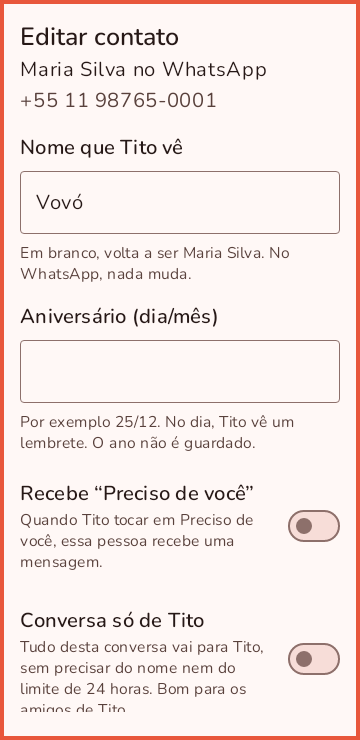 Editar contato
Maria Silva no WhatsApp
+55 11 98765-0001
Nome que Tito vê
Vovó
Em branco, volta a ser Maria Silva. No
WhatsApp, nada muda.
Aniversário (dia/mês)
Por exemplo 25/12. No dia, Tito vê um
lembrete. O ano não é guardado.
Recebe “Preciso de você”
Quando Tito tocar em Preciso de
você, essa pessoa recebe uma
mensagem.
Conversa só de Tito
Tudo desta conversa vai para Tito,
sem precisar do nome nem do
limite de 24 horas. Bom para os
amigos de Tito